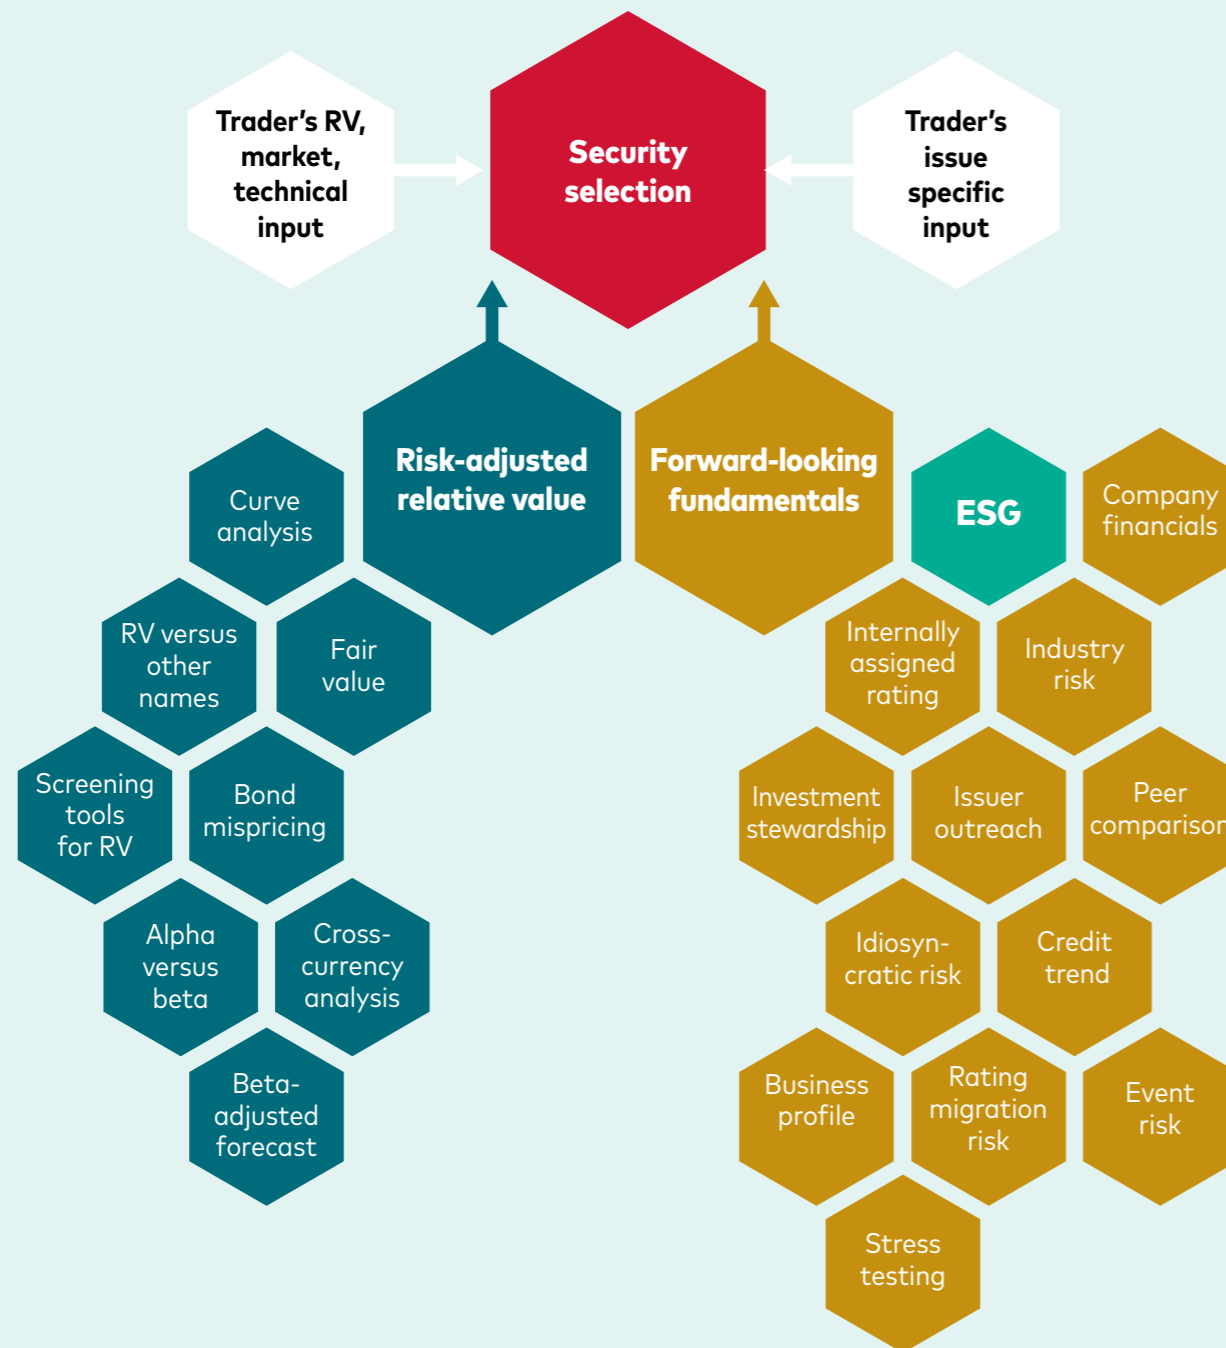 Trader's RV,
market,
technical
input
Security
selection
Trader's
issue
specific
input
Risk-adjusted
relative value
Forward-looking
fundamentals
Curve
analysis
RV versus
other
names
Fair
value
Screening
tools
for RV
Bond
mispricing
Alpha
versus
beta
Cross-
currency
analysis
Beta-
adjusted
forecast
ESG
Company
financials
Internally
assigned
rating
Industry
risk
Investment
stewardship
Issuer
outreach
Peer
comparison
Idiosyn-
cratic risk
Credit
trend
Business
profile
Rating
migration
risk
Event
risk
Stress
testing